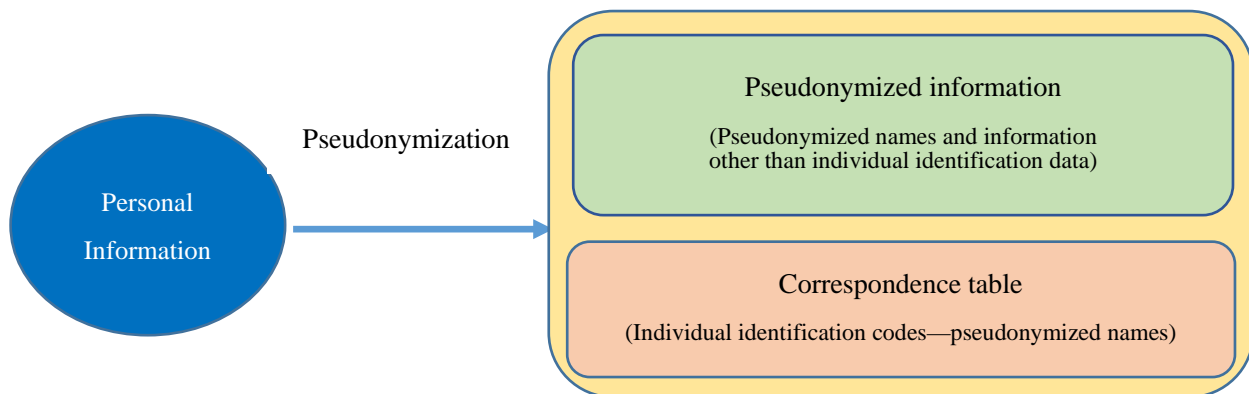 Personal
Information
Pseudonymization
Pseudonymized information
(Pseudonymized names and information
other than individual identification data)
Correspondence table
(Individual identification codes—pseudonymized names)